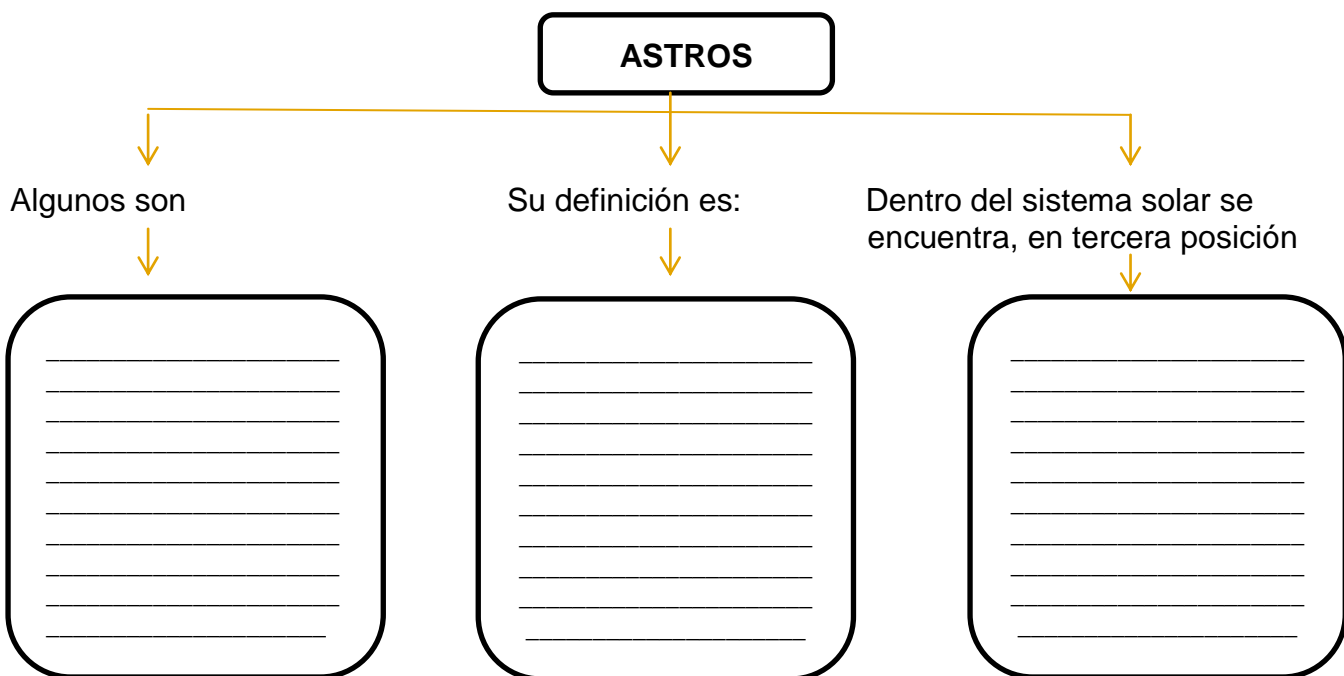 ASTROS
Algunos son
Su definición es:
Dentro del sistema solar se
encuentra, en tercera posición